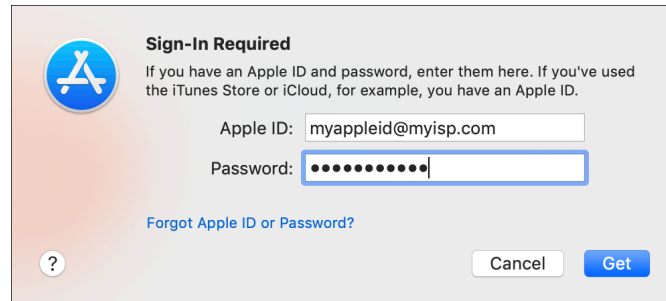 Sign-In Required
If you have an Apple ID and password, enter them here. If you've used
the iTunes Store or iCloud, for example, you have an Apple ID.
Apple ID: myappleid@myisp.com
Password: ●●●●●●●●●●●
Forgot Apple ID or Password?
? Cancel Get